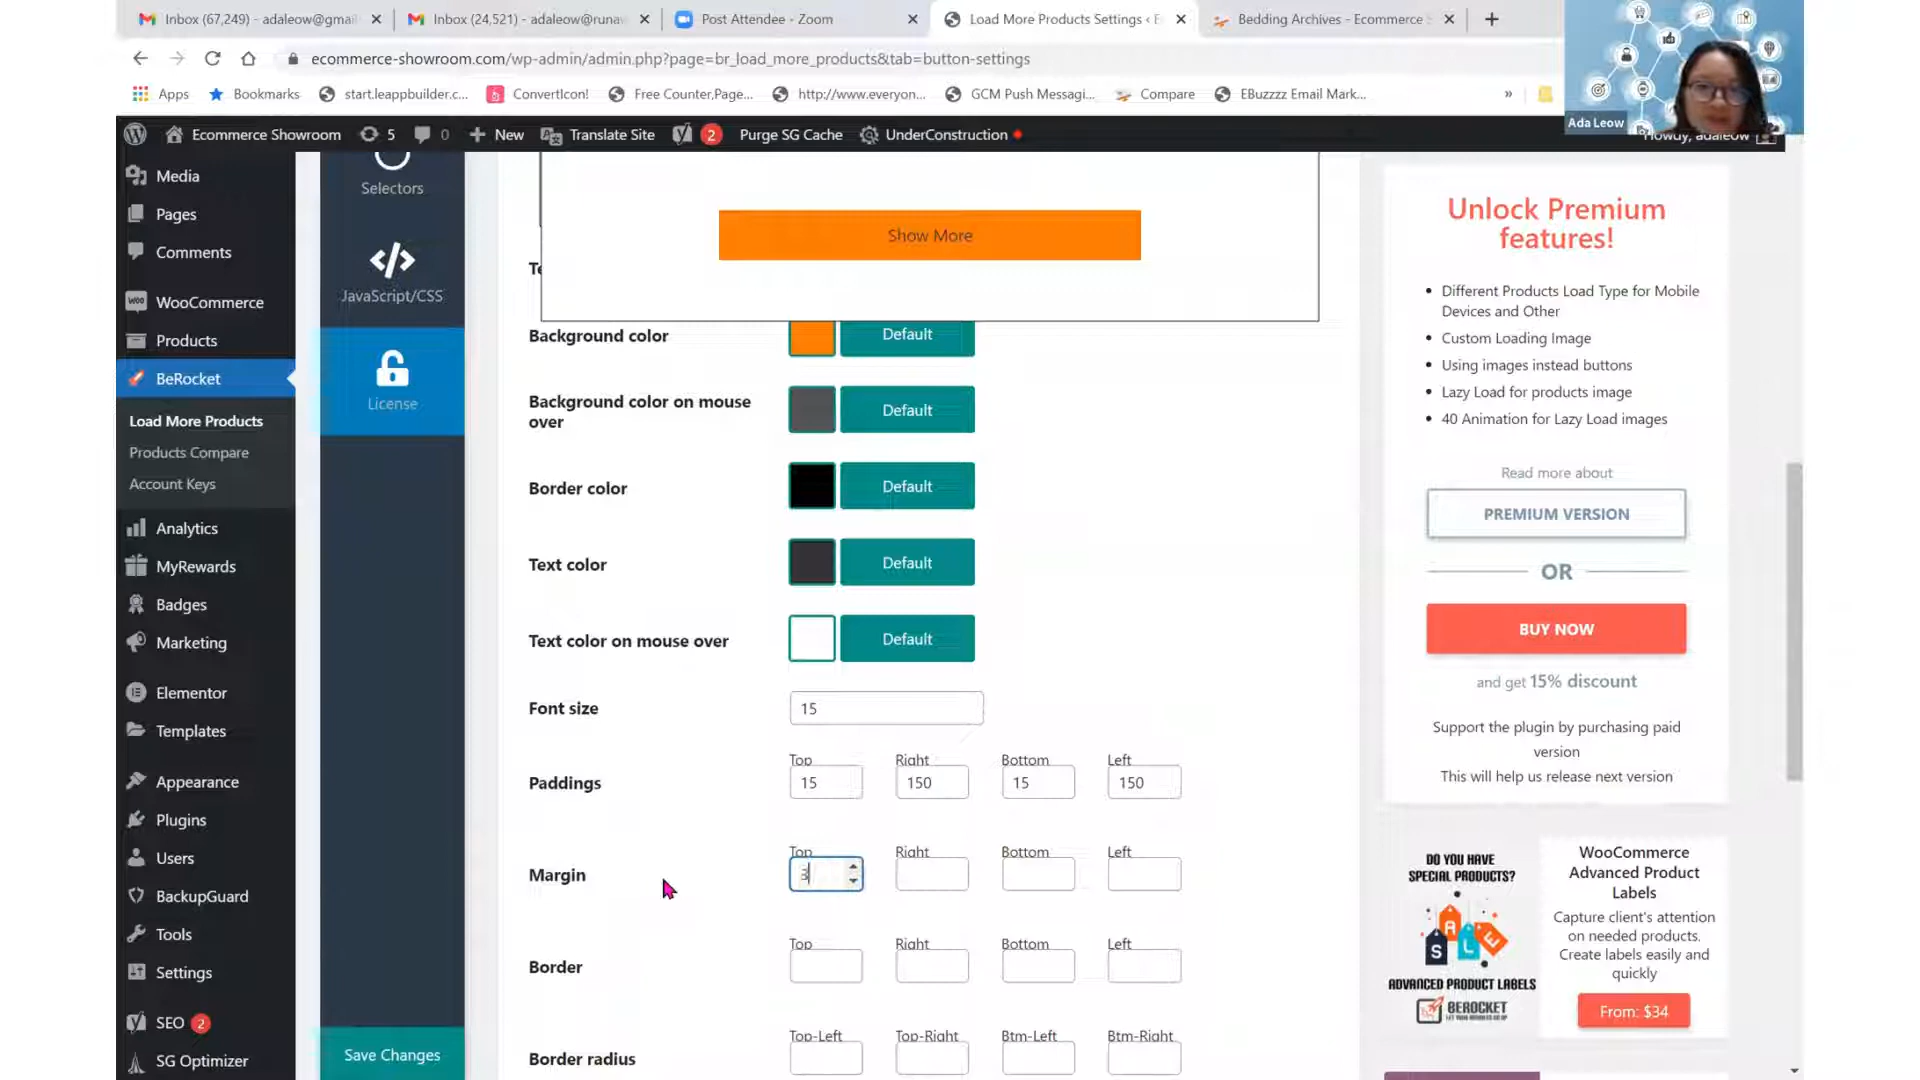 Inbox (67,249) - adaleow@gmail
Inbox (24,521) - adaleow@runa
Post Attendee - Zoom
Load More Products Settings ‹ E
Bedding Archives - Ecommerce S
ecommerce-showroom.com/wp-admin/admin.php?page=br_load_more_products&tab=button-settings
Apps
Bookmarks
start.leappbuilder.c...
ConvertIcon!
Free Counter,Page...
http://www.everyon...
GCM Push Messagi...
Compare
EBuzzzz Email Mark...
»
Ada Leow
Ecommerce Showroom
5
0
New
Translate Site
2
Purge SG Cache
UnderConstruction
Howdy, adaleow
Media
Pages
Comments
WooCommerce
Products
BeRocket
Load More Products
Products Compare
Account Keys
Analytics
MyRewards
Badges
Marketing
Elementor
Templates
Appearance
Plugins
Users
BackupGuard
Tools
Settings
SEO 2
SG Optimizer
Selectors
JavaScript/CSS
License
Save Changes
Show More
Te
Background color
Default
Background color on mouse
over
Default
Border color
Default
Text color
Default
Text color on mouse over
Default
Font size
15
Top Right Bottom Left
Paddings
15 150 15 150
Top Right Bottom Left
Margin
3
Top Right Bottom Left
Border
Top-Left Top-Right Btm-Left Btm-Right
Border radius
Unlock Premium
features!
Different Products Load Type for Mobile
Devices and Other
Custom Loading Image
Using images instead buttons
Lazy Load for products image
40 Animation for Lazy Load images
Read more about
PREMIUM VERSION
OR
BUY NOW
and get 15% discount
Support the plugin by purchasing paid
version
This will help us release next version
DO YOU HAVE
SPECIAL PRODUCTS?
SALE
ADVANCED PRODUCT LABELS
BEROCKET
WooCommerce
Advanced Product
Labels
Capture client's attention
on needed products.
Create labels easily and
quickly
From: $34